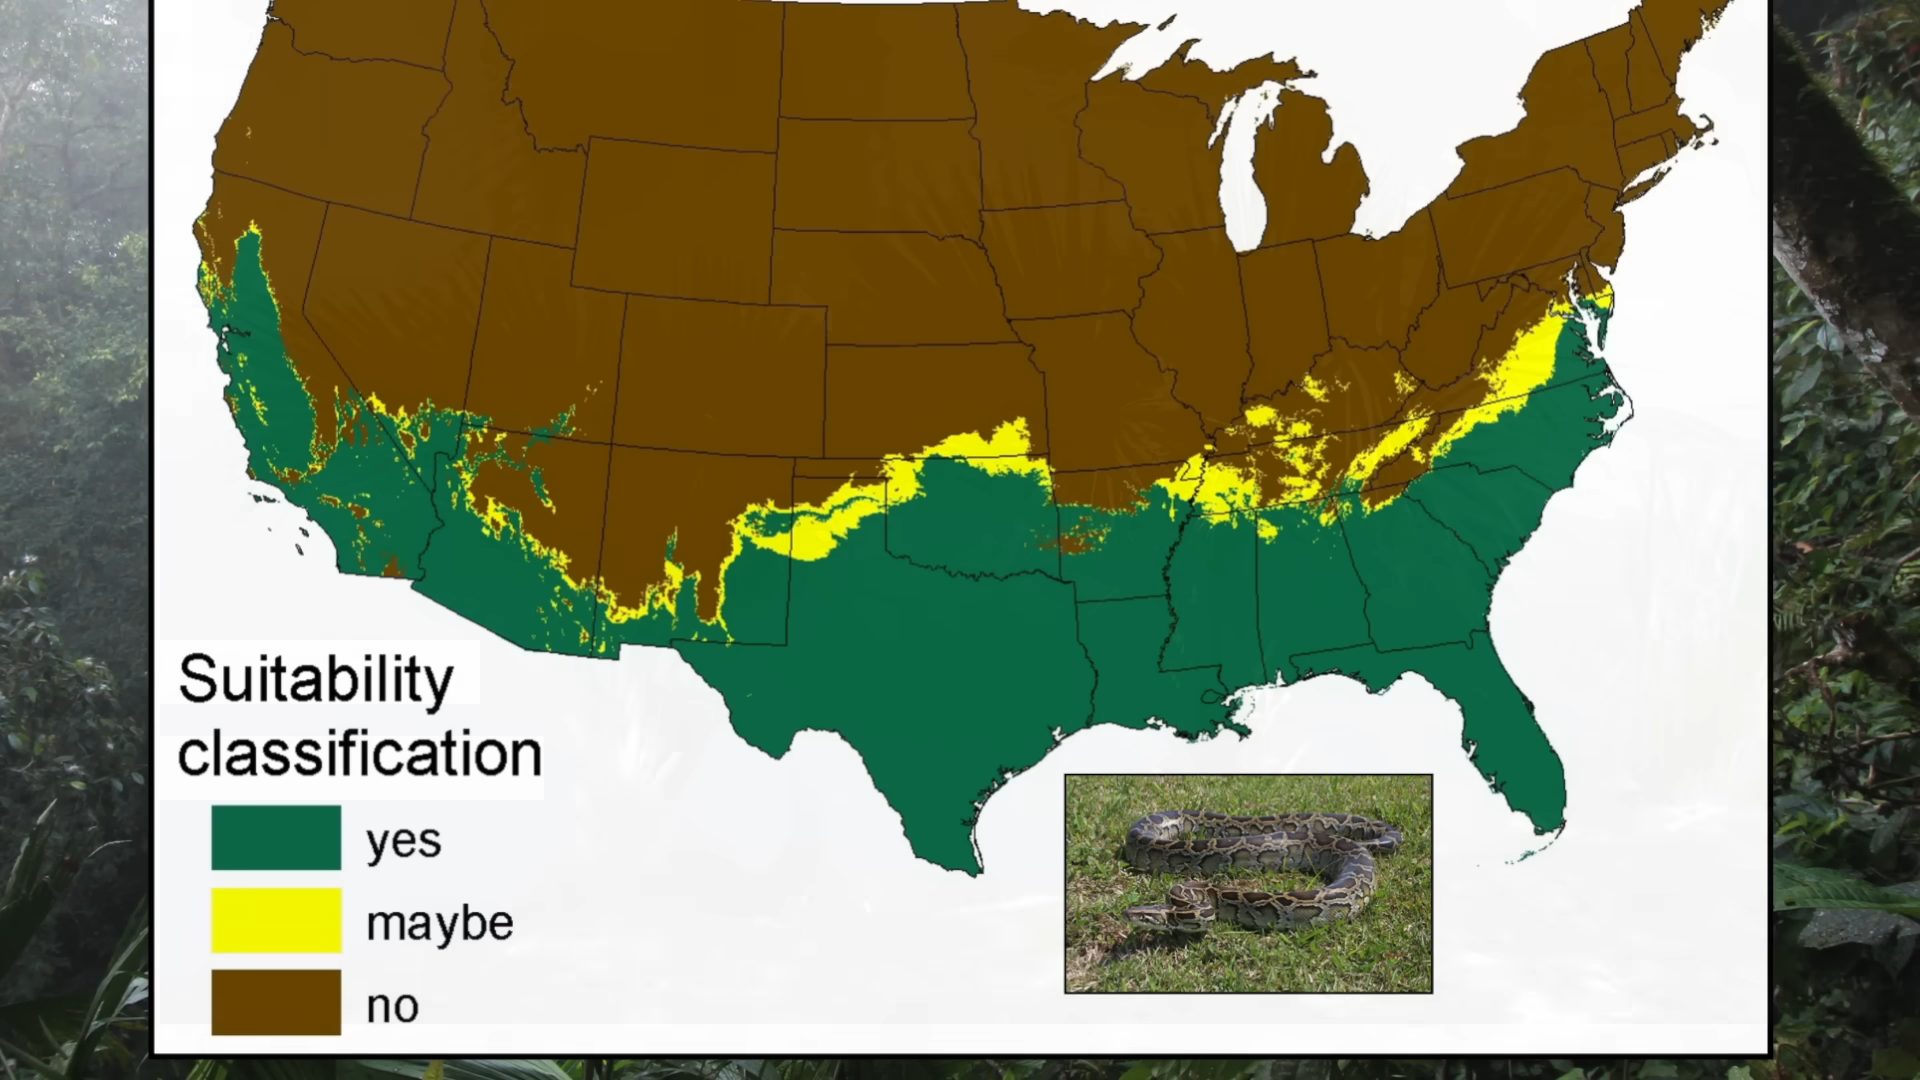 Suitability
classification
yes
maybe
no